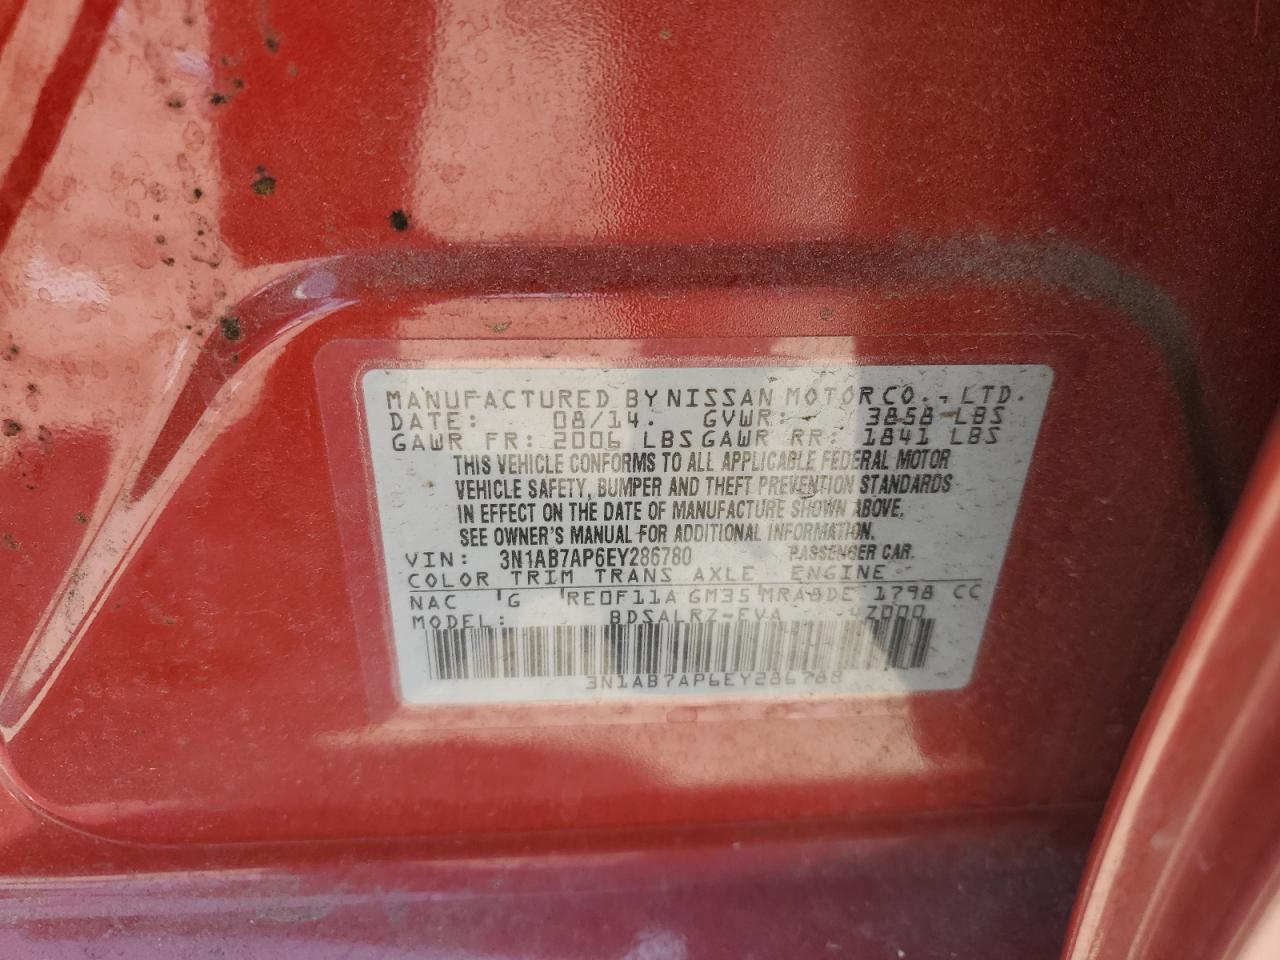 MANUFACTURED BY NISSAN MOTOR CO., LTD.
DATE: 08/14. GVWR: 3858 LBS
GAWR FR: 2006 LBS GAWR RR: 1841 LBS
THIS VEHICLE CONFORMS TO ALL APPLICABLE FEDERAL MOTOR
VEHICLE SAFETY, BUMPER AND THEFT PREVENTION STANDARDS
IN EFFECT ON THE DATE OF MANUFACTURE SHOWN ABOVE.
SEE OWNER'S MANUAL FOR ADDITIONAL INFORMATION.
VIN: 3N1AB7AP6EY286780 PASSENGER CAR.
COLOR TRIM TRANS AXLE ENGINE
NAC G RE0F11A GM35 MRA8DE 1798 CC
MODEL: BDSALRZ-EVA 4Z000
3N1AB7AP6EY286780